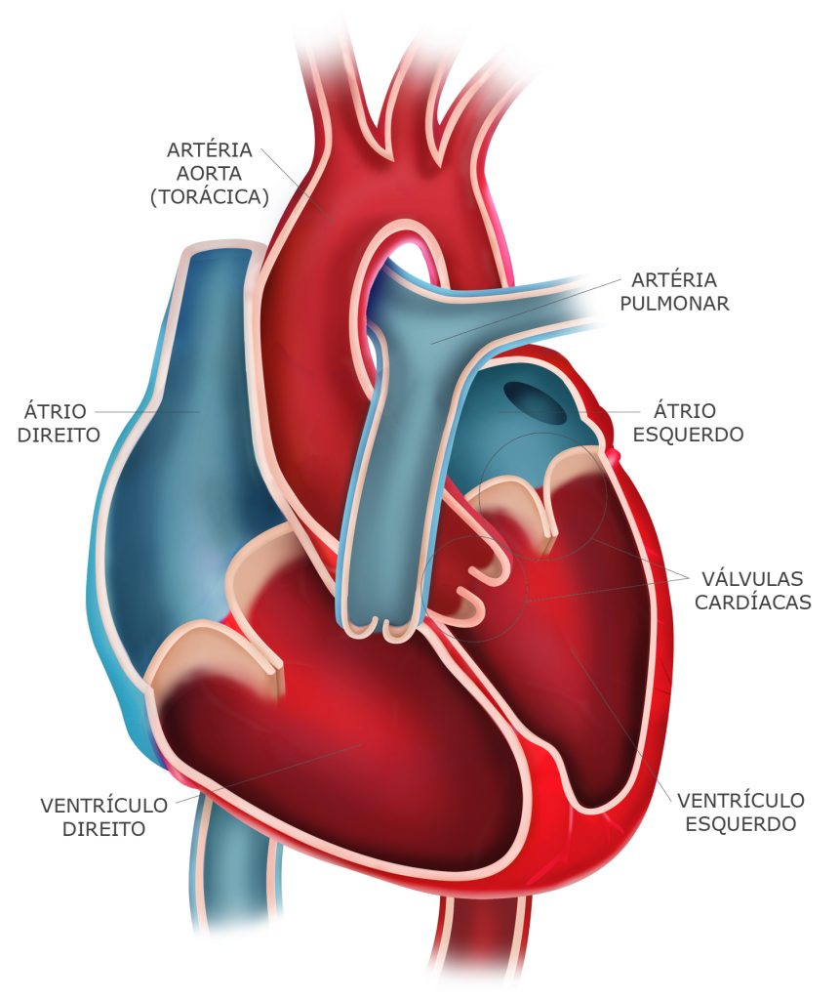 ARTÉRIA
AORTA
(TORÁCICA)
ARTÉRIA
PULMONAR
ÁTRIO
DIREITO
ÁTRIO
ESQUERDO
VÁLVULAS
CARDÍACAS
VENTRÍCULO
DIREITO
VENTRÍCULO
ESQUERDO